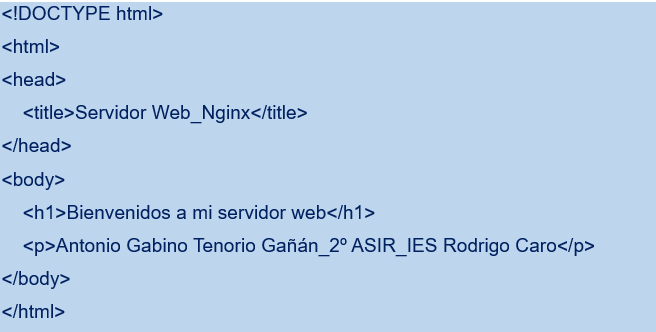 <!DOCTYPE html>
<html>
<head>
<title>Servidor Web_Nginx</title>
</head>
<body>
<h1>Bienvenidos a mi servidor web</h1>
<p>Antonio Gabino Tenorio Gañán_2º ASIR_IES Rodrigo Caro</p>
</body>
</html>